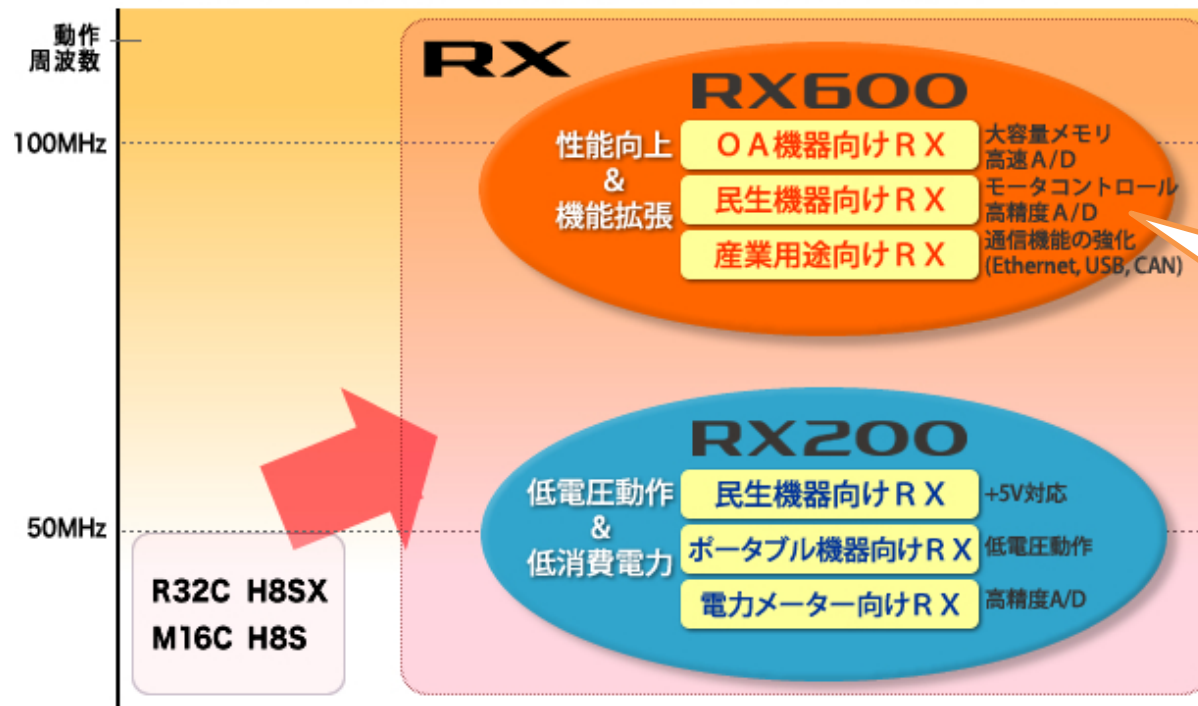 動作
周波数
RX
RX600
100MHz
性能向上
&
機能拡張
ＯＡ機器向けＲＸ
大容量メモリ
高速A/D
民生機器向けＲＸ
モータコントロール
高精度A/D
産業用途向けＲＸ
通信機能の強化
(Ethernet, USB, CAN)
RX200
低電圧動作
&
低消費電力
民生機器向けＲＸ
+5V対応
ポータブル機器向けＲＸ
低電圧動作
電力メーター向けＲＸ
高精度A/D
50MHz
R32C H8SX
M16C H8S